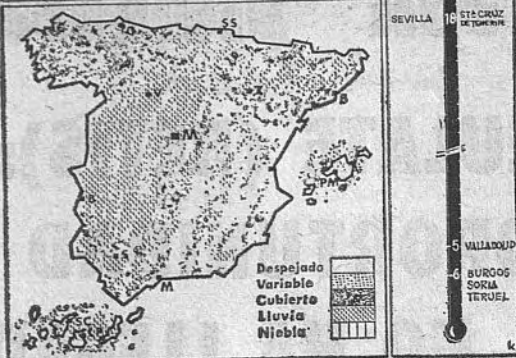 SS
V
Z
B
M
PM
B
S
M
SC
Despejado
Variable
Cubierto
Lluvia
Niebla
SEVILLA 18 STA CRUZ
DE TENERIFE
-5 VALLADOLID
-6 BURGOS
SORIA
TERUEL
k